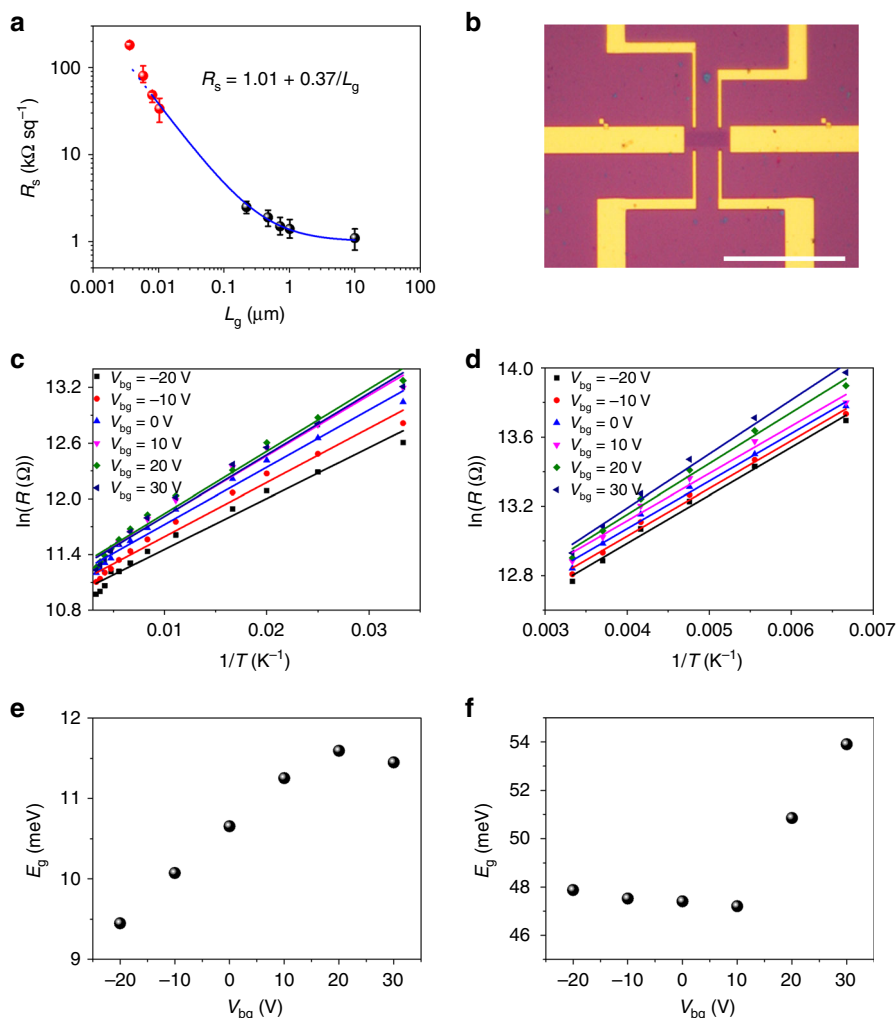 a
100
10
1
R_s (kΩ sq⁻¹)
R_s = 1.01 + 0.37/L_g
0.001 0.01 0.1 1 10 100
L_g (μm)
b
c
13.2
12.6
12.0
11.4
10.8
ln(R (Ω))
V_bg = −20 V
V_bg = −10 V
V_bg = 0 V
V_bg = 10 V
V_bg = 20 V
V_bg = 30 V
0.01 0.02 0.03
1/T (K⁻¹)
d
14.0
13.6
13.2
12.8
12.4
ln(R (Ω))
V_bg = −20 V
V_bg = −10 V
V_bg = 0 V
V_bg = 10 V
V_bg = 20 V
V_bg = 30 V
0.003 0.004 0.005 0.006 0.007
1/T (K⁻¹)
e
12
11
10
9
E_g (meV)
−20 −10 0 10 20 30
V_bg (V)
f
54
52
50
48
46
E_g (meV)
−20 −10 0 10 20 30
V_bg (V)